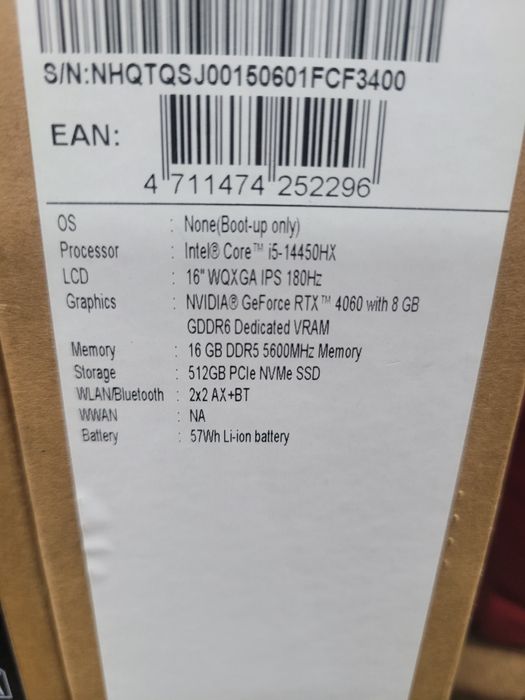 S/N:NHQTQSJ00150601FCF3400
EAN:
4 711474 252296
OS : None(Boot-up only)
Processor : Intel® Core™ i5-14450HX
LCD : 16" WQXGA IPS 180Hz
Graphics : NVIDIA® GeForce RTX™ 4060 with 8 GB
GDDR6 Dedicated VRAM
Memory : 16 GB DDR5 5600MHz Memory
Storage : 512GB PCIe NVMe SSD
WLAN/Bluetooth : 2x2 AX+BT
WWAN : NA
Battery : 57Wh Li-ion battery